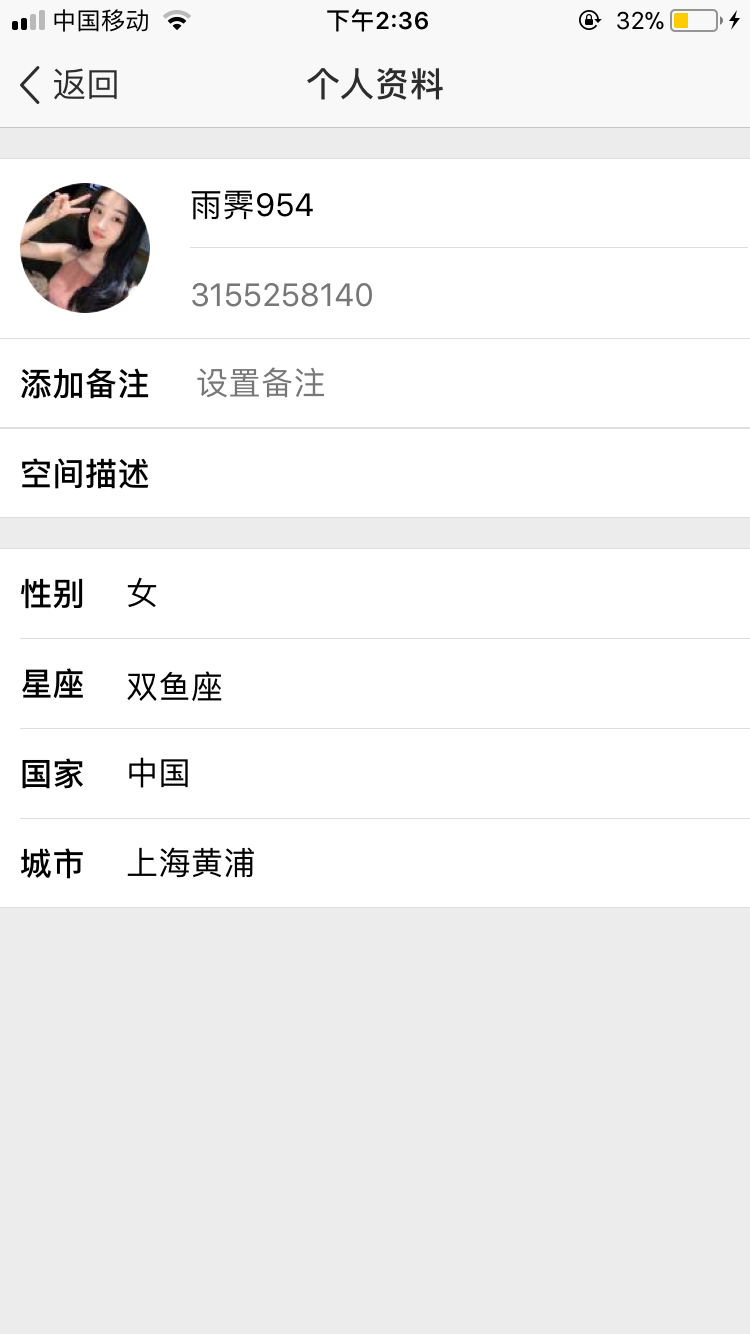 中国移动 下午2:36 32%
返回 个人资料
雨霁954
3155258140
添加备注 设置备注
空间描述
性别 女
星座 双鱼座
国家 中国
城市 上海黄浦